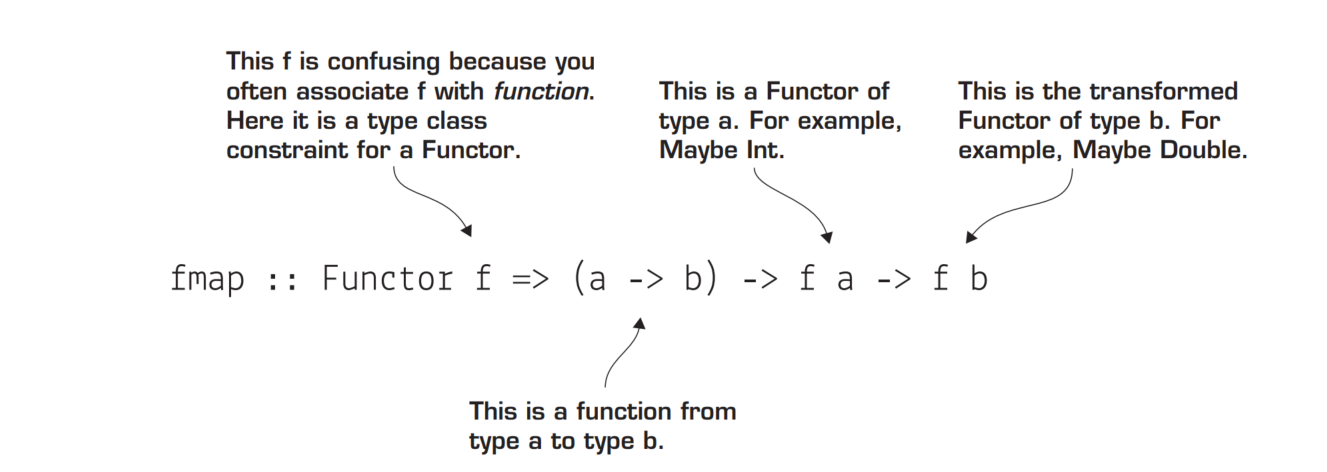 This f is confusing because you
often associate f with function.
Here it is a type class
constraint for a Functor.
This is a Functor of
type a. For example,
Maybe Int.
This is the transformed
Functor of type b. For
example, Maybe Double.
fmap :: Functor f => (a -> b) -> f a -> f b
This is a function from
type a to type b.